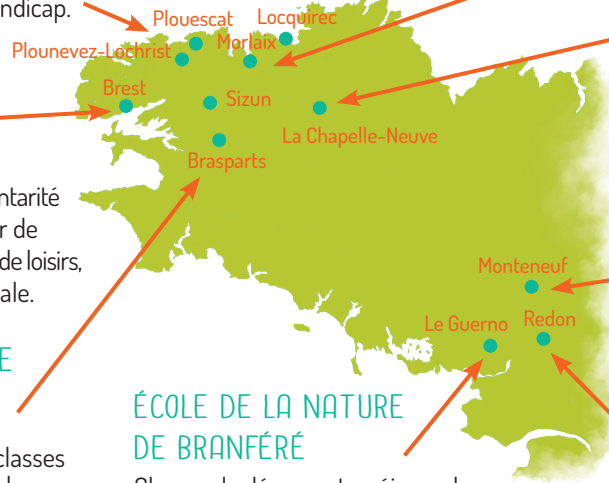 ndicap.
Plouescat
Locquirec
Plounevez-Lochrist
Morlaix
Brest
Sizun
La Chapelle-Neuve
Brasparts
ntarité
r de
de loisirs,
ale.
Monteneuf
Le Guerno
Redon
E
ÉCOLE DE LA NATURE
DE BRANFÉRÉ
classes